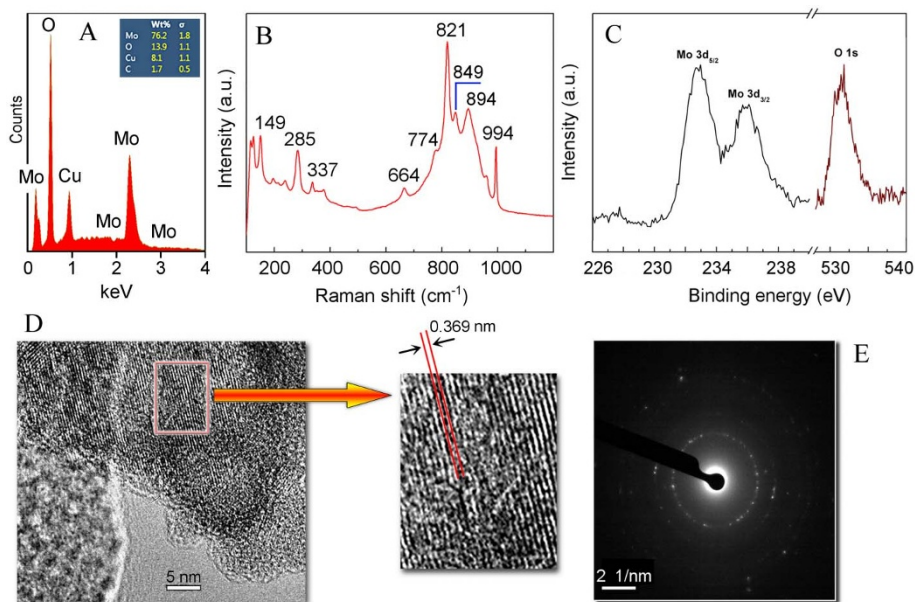 A
Wt% σ
Mo 76.2 1.8
O 13.9 1.1
Cu 8.1 1.1
C 1.7 0.5
O
Mo
Cu
Mo
Mo
Mo
Counts
0 1 2 3 4
keV
B
821
849
894
994
774
664
149
285
337
Intensity (a.u.)
200 400 600 800 1000
Raman shift (cm⁻¹)
C
Mo 3d₅/₂
Mo 3d₃/₂
O 1s
Intensity (a.u.)
226 230 234 238 530 540
Binding energy (eV)
D
5 nm
0.369 nm
E
2 1/nm